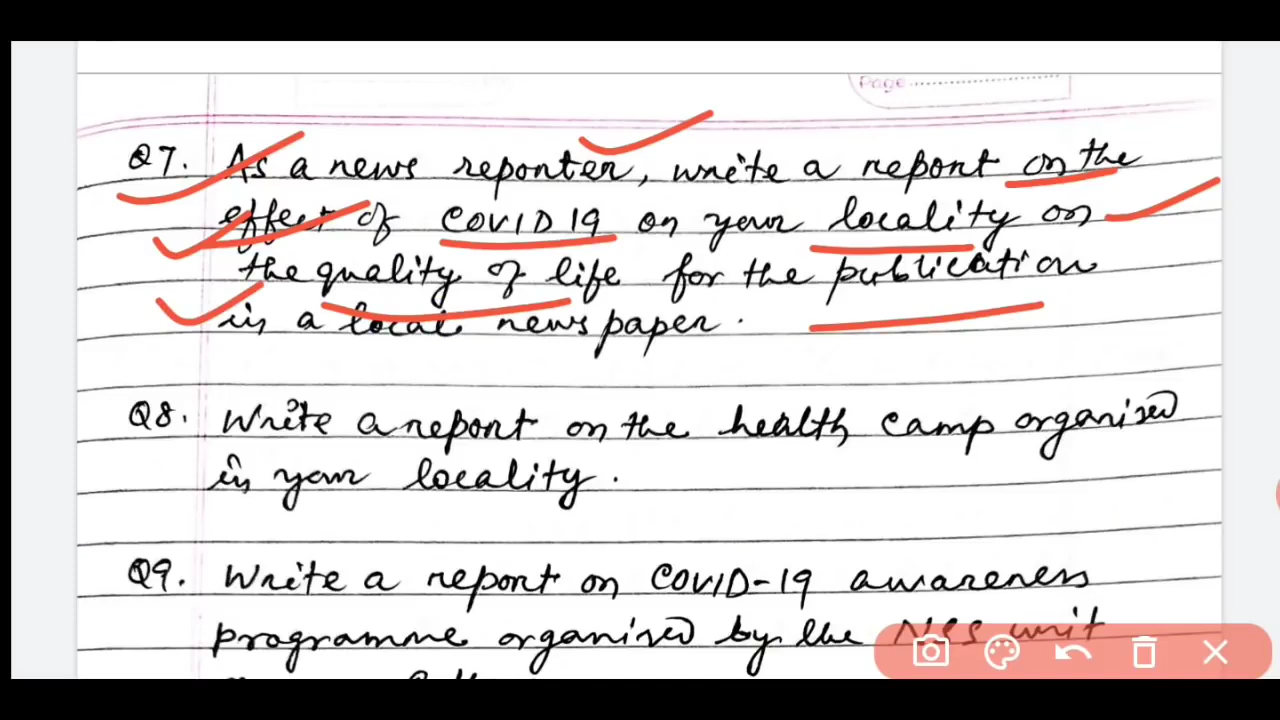 Page
Q7. As a news reporter, write a report on the
effect of COVID 19 on your locality on
the quality of life for the publication
in a local newspaper.
Q8. Write a report on the health camp organised
in your locality.
Q9. Write a report on COVID-19 awareness
programme organised by the NSS unit